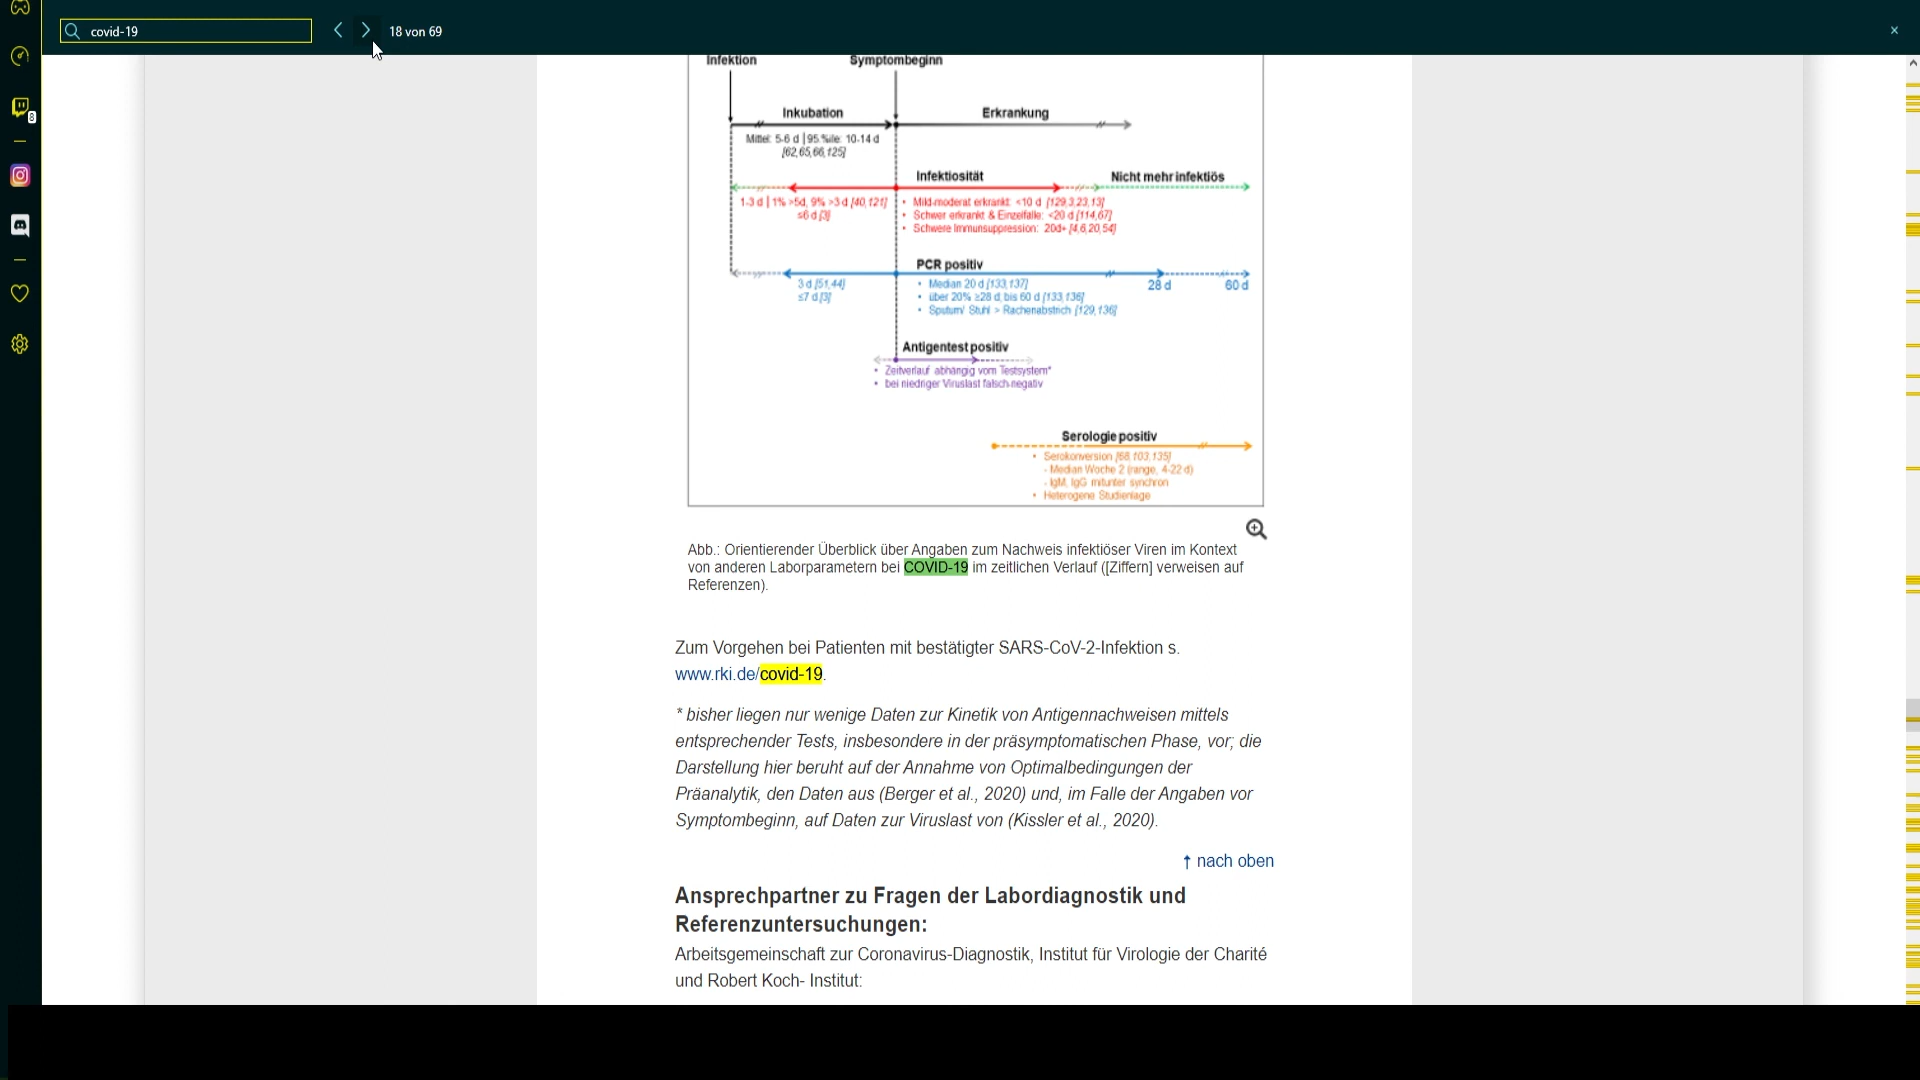 covid-19
18 von 69
8
Infektion
Symptombeginn
Inkubation
Erkrankung
Mittel: 5-6 d | 95.%ile: 10-14 d
[62,65,66,125]
Infektiosität
Nicht mehr infektiös
1-3 d | 1% >5d, 9% >3 d [40,121]
≤6 d [3]
• Mild-moderat erkrankt: <10 d [129,3,23,13]
• Schwer erkrankt & Einzelfälle: <20 d [114,67]
• Schwere Immunsuppression: 20d+ [4,6,20,54]
PCR positiv
3 d [51,44]
≤7 d [3]
• Median 20 d [133,137]
• über 20% ≥28 d, bis 60 d [133,136]
• Sputum/ Stuhl > Rachenabstrich [129,136]
28 d
60 d
Antigentest positiv
• Zeitverlauf abhängig vom Testsystem*
• bei niedriger Viruslast falsch-negativ
Serologie positiv
• Serokonversion [68,103,135]
- Median Woche 2 (range, 4-22 d)
- IgM, IgG mitunter synchron
• Heterogene Studienlage
Abb.: Orientierender Überblick über Angaben zum Nachweis infektiöser Viren im Kontext
von anderen Laborparametern bei COVID-19 im zeitlichen Verlauf ([Ziffern] verweisen auf
Referenzen).
Zum Vorgehen bei Patienten mit bestätigter SARS-CoV-2-Infektion s.
www.rki.de/covid-19.
* bisher liegen nur wenige Daten zur Kinetik von Antigennachweisen mittels
entsprechender Tests, insbesondere in der präsymptomatischen Phase, vor; die
Darstellung hier beruht auf der Annahme von Optimalbedingungen der
Präanalytik, den Daten aus (Berger et al., 2020) und, im Falle der Angaben vor
Symptombeginn, auf Daten zur Viruslast von (Kissler et al., 2020).
↑ nach oben
Ansprechpartner zu Fragen der Labordiagnostik und
Referenzuntersuchungen:
Arbeitsgemeinschaft zur Coronavirus-Diagnostik, Institut für Virologie der Charité
und Robert Koch- Institut: